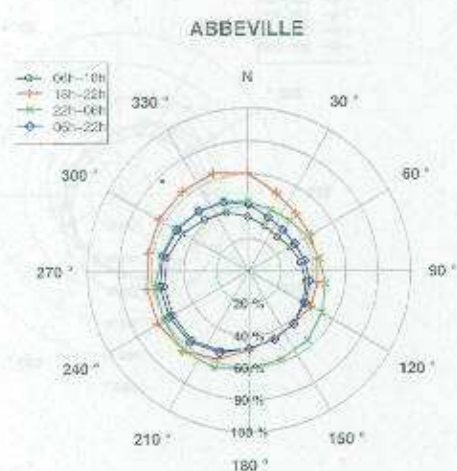 ABBEVILLE
06h-18h
18h-22h
22h-06h
06h-22h
N
30 °
60 °
90 °
120 °
150 °
180 °
210 °
240 °
270 °
300 °
330 °
20 %
40 %
60 %
80 %
100 %